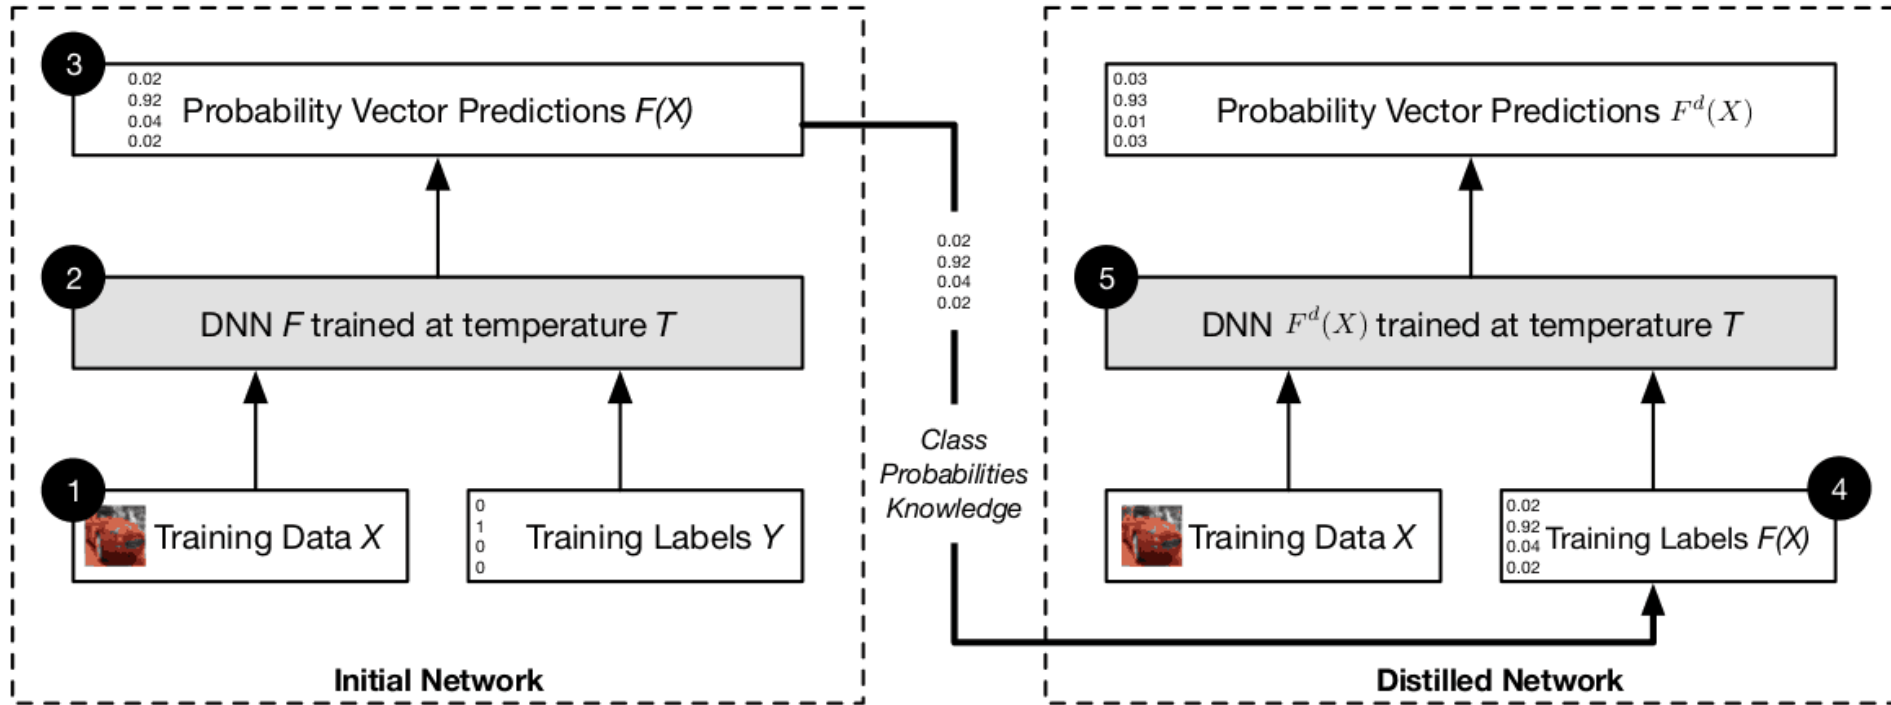 3
0.02
0.92
0.04
0.02
Probability Vector Predictions F(X)
2
DNN F trained at temperature T
1
Training Data X
0
1
0
0
Training Labels Y
Initial Network
0.02
0.92
0.04
0.02
Class
Probabilities
Knowledge
0.03
0.93
0.01
0.03
Probability Vector Predictions F^d(X)
5
DNN F^d(X) trained at temperature T
Training Data X
4
0.02
0.92
0.04
0.02
Training Labels F(X)
Distilled Network